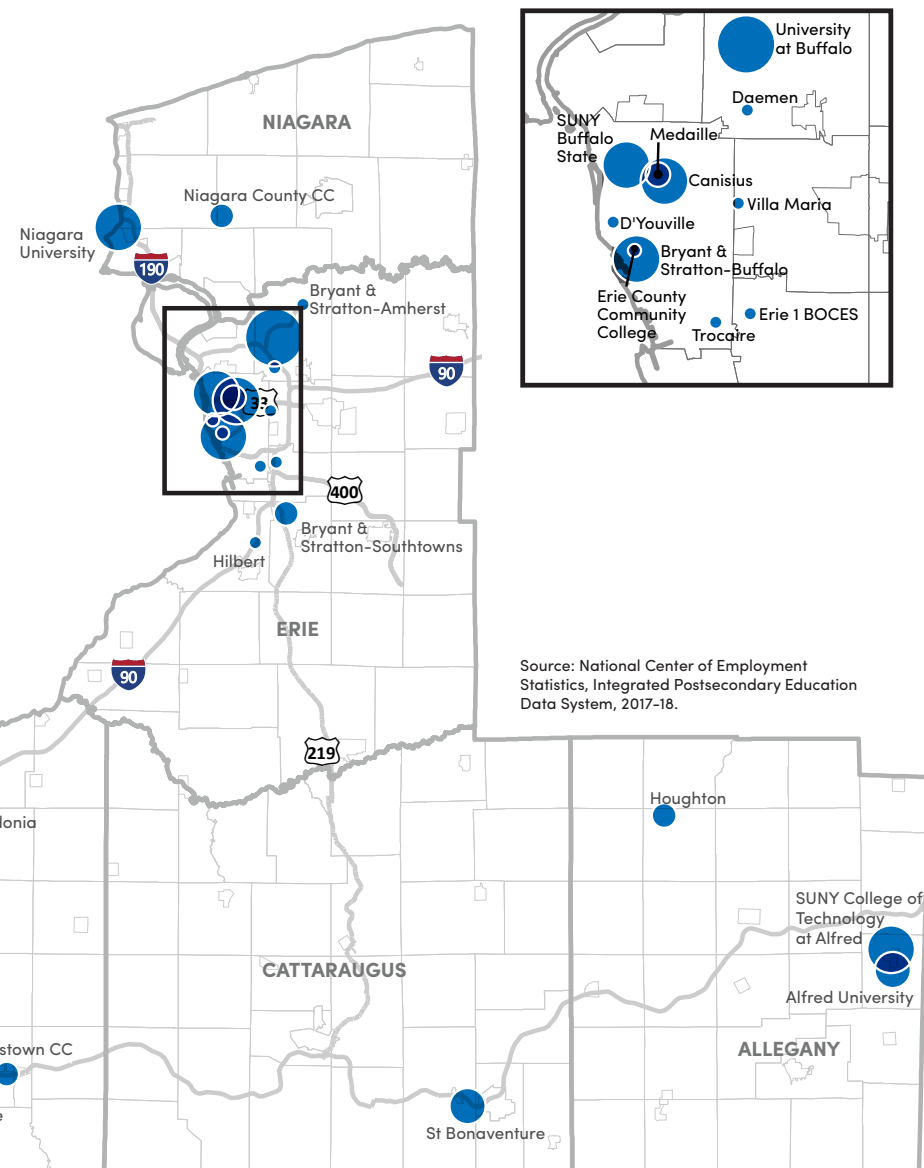 University
at Buffalo
Daemen
SUNY
Buffalo
State
Medaille
Canisius
Villa Maria
D'Youville
Bryant &
Stratton-Buffalo
Erie County
Community
College
Erie 1 BOCES
Trocaire
NIAGARA
Niagara County CC
Niagara
University
190
Bryant &
Stratton-Amherst
90
33
400
Bryant &
Stratton-Southtowns
Hilbert
ERIE
90
Source: National Center of Employment
Statistics, Integrated Postsecondary Education
Data System, 2017-18.
219
Houghton
lonia
SUNY College of
Technology
at Alfred
CATTARAUGUS
Alfred University
stown CC
ALLEGANY
e
St Bonaventure